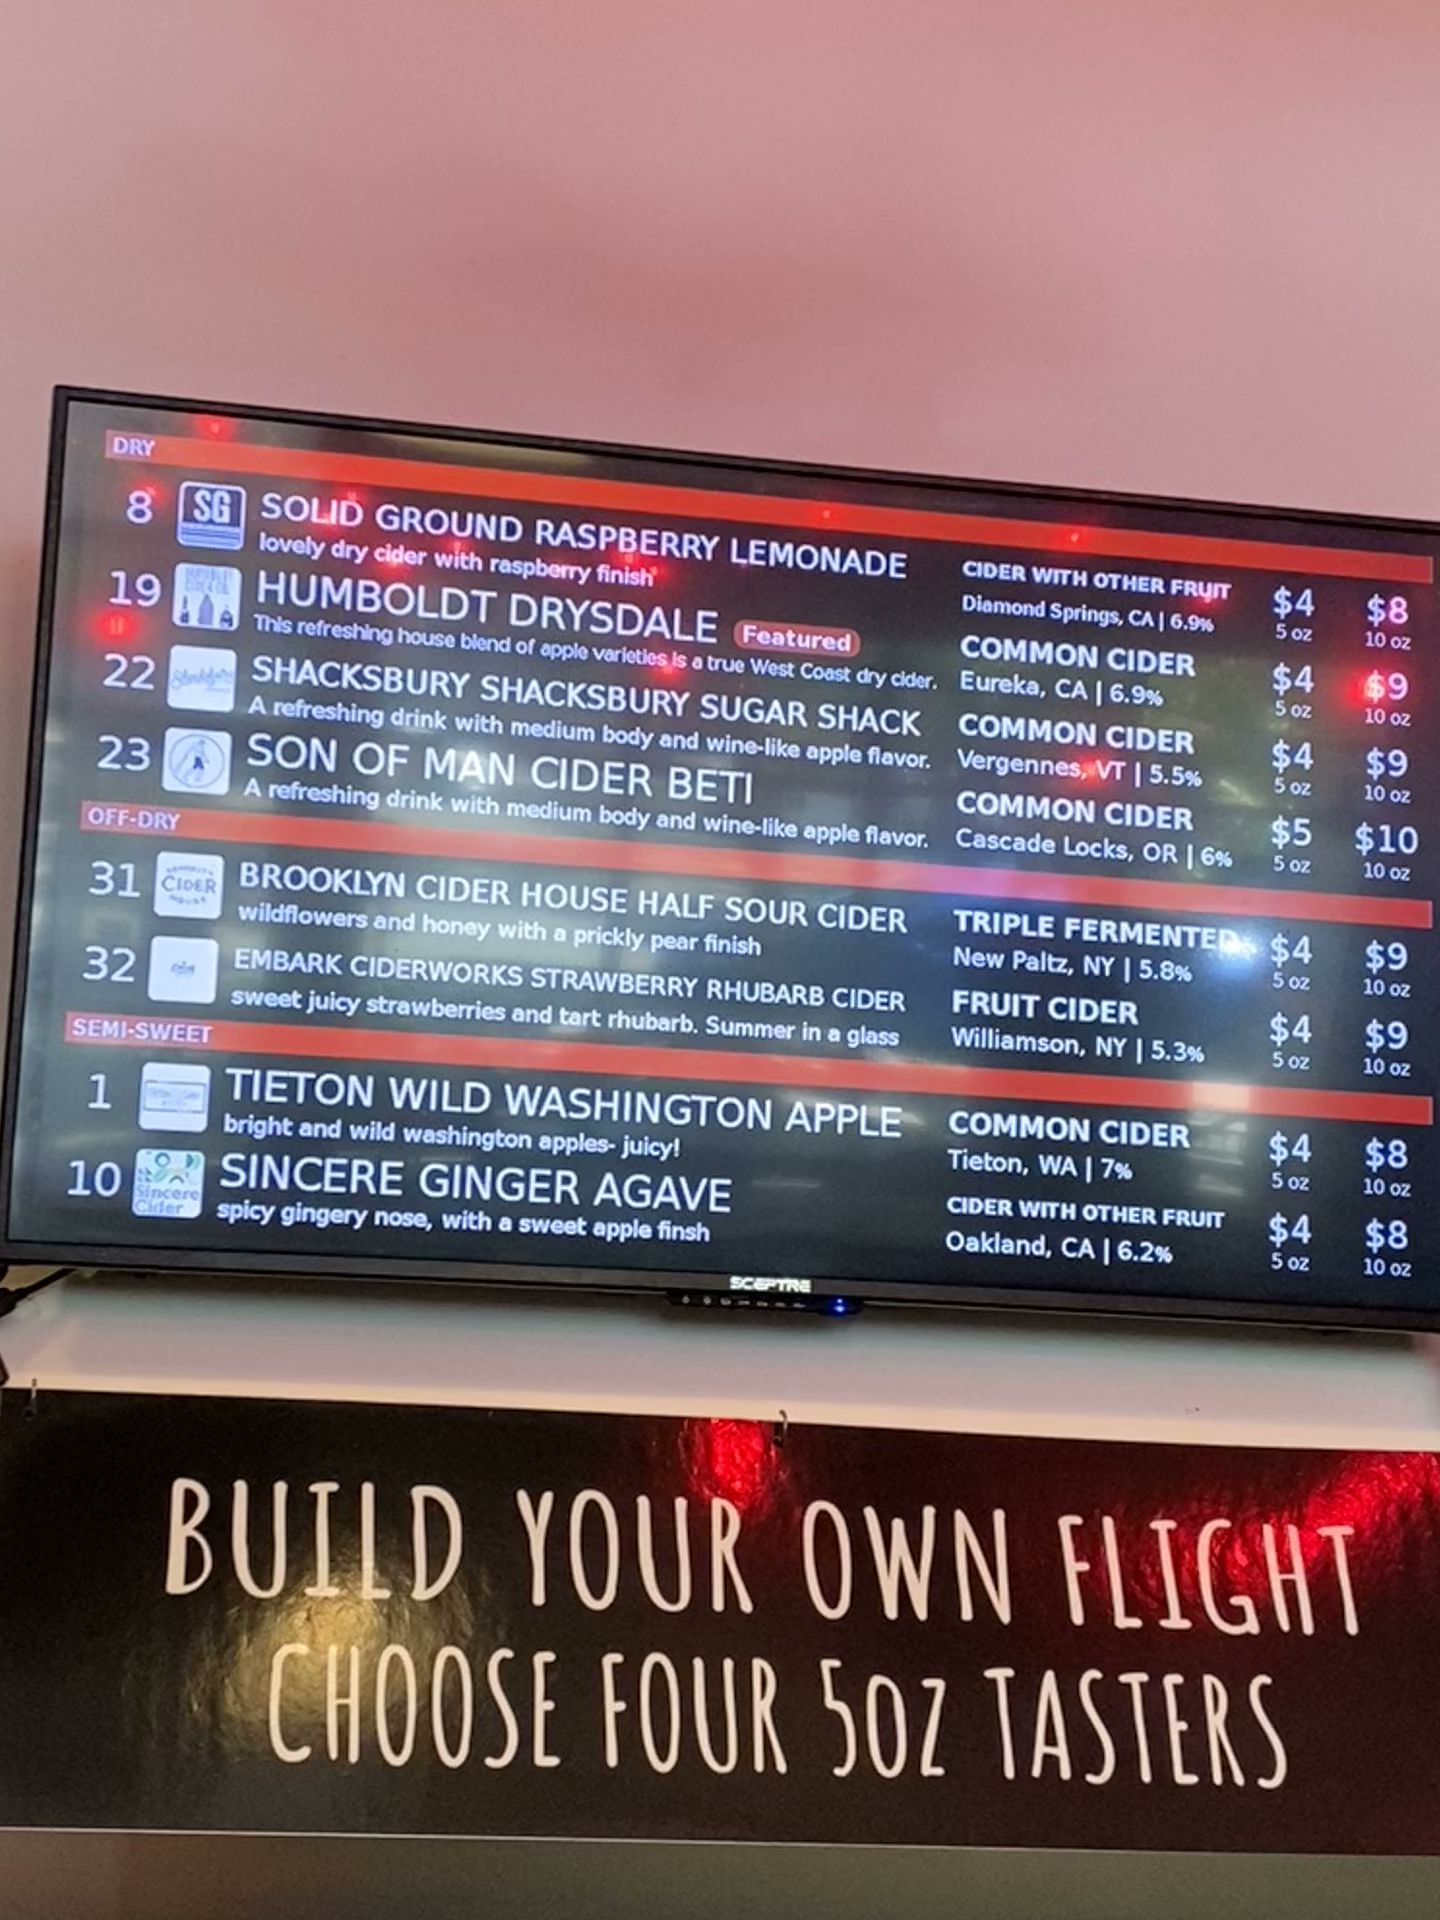 DRY
8 SG SOLID GROUND RASPBERRY LEMONADE CIDER WITH OTHER FRUIT $4 $8
lovely dry cider with raspberry finish Diamond Springs, CA | 6.9% 5 oz 10 oz
19 HUMBOLDT DRYSDALE Featured COMMON CIDER $4 $9
This refreshing house blend of apple varieties is a true West Coast dry cider. Eureka, CA | 6.9% 5 oz 10 oz
22 SHACKSBURY SHACKSBURY SUGAR SHACK COMMON CIDER $4 $9
A refreshing drink with medium body and wine-like apple flavor. Vergennes, VT | 5.5% 5 oz 10 oz
23 SON OF MAN CIDER BETI COMMON CIDER $5 $10
A refreshing drink with medium body and wine-like apple flavor. Cascade Locks, OR | 6% 5 oz 10 oz
OFF-DRY
31 BROOKLYN CIDER HOUSE BROOKLYN CIDER HOUSE HALF SOUR CIDER TRIPLE FERMENTED $4 $9
wildflowers and honey with a prickly pear finish New Paltz, NY | 5.8% 5 oz 10 oz
32 EMBARK CIDERWORKS STRAWBERRY RHUBARB CIDER FRUIT CIDER $4 $9
sweet juicy strawberries and tart rhubarb. Summer in a glass Williamson, NY | 5.3% 5 oz 10 oz
SEMI-SWEET
1 TIETON WILD WASHINGTON APPLE COMMON CIDER $4 $8
bright and wild washington apples- juicy! Tieton, WA | 7% 5 oz 10 oz
10 Sincere Cider SINCERE GINGER AGAVE CIDER WITH OTHER FRUIT $4 $8
spicy gingery nose, with a sweet apple finsh Oakland, CA | 6.2% 5 oz 10 oz
SCEPTRE
BUILD YOUR OWN FLIGHT
CHOOSE FOUR 5OZ TASTERS